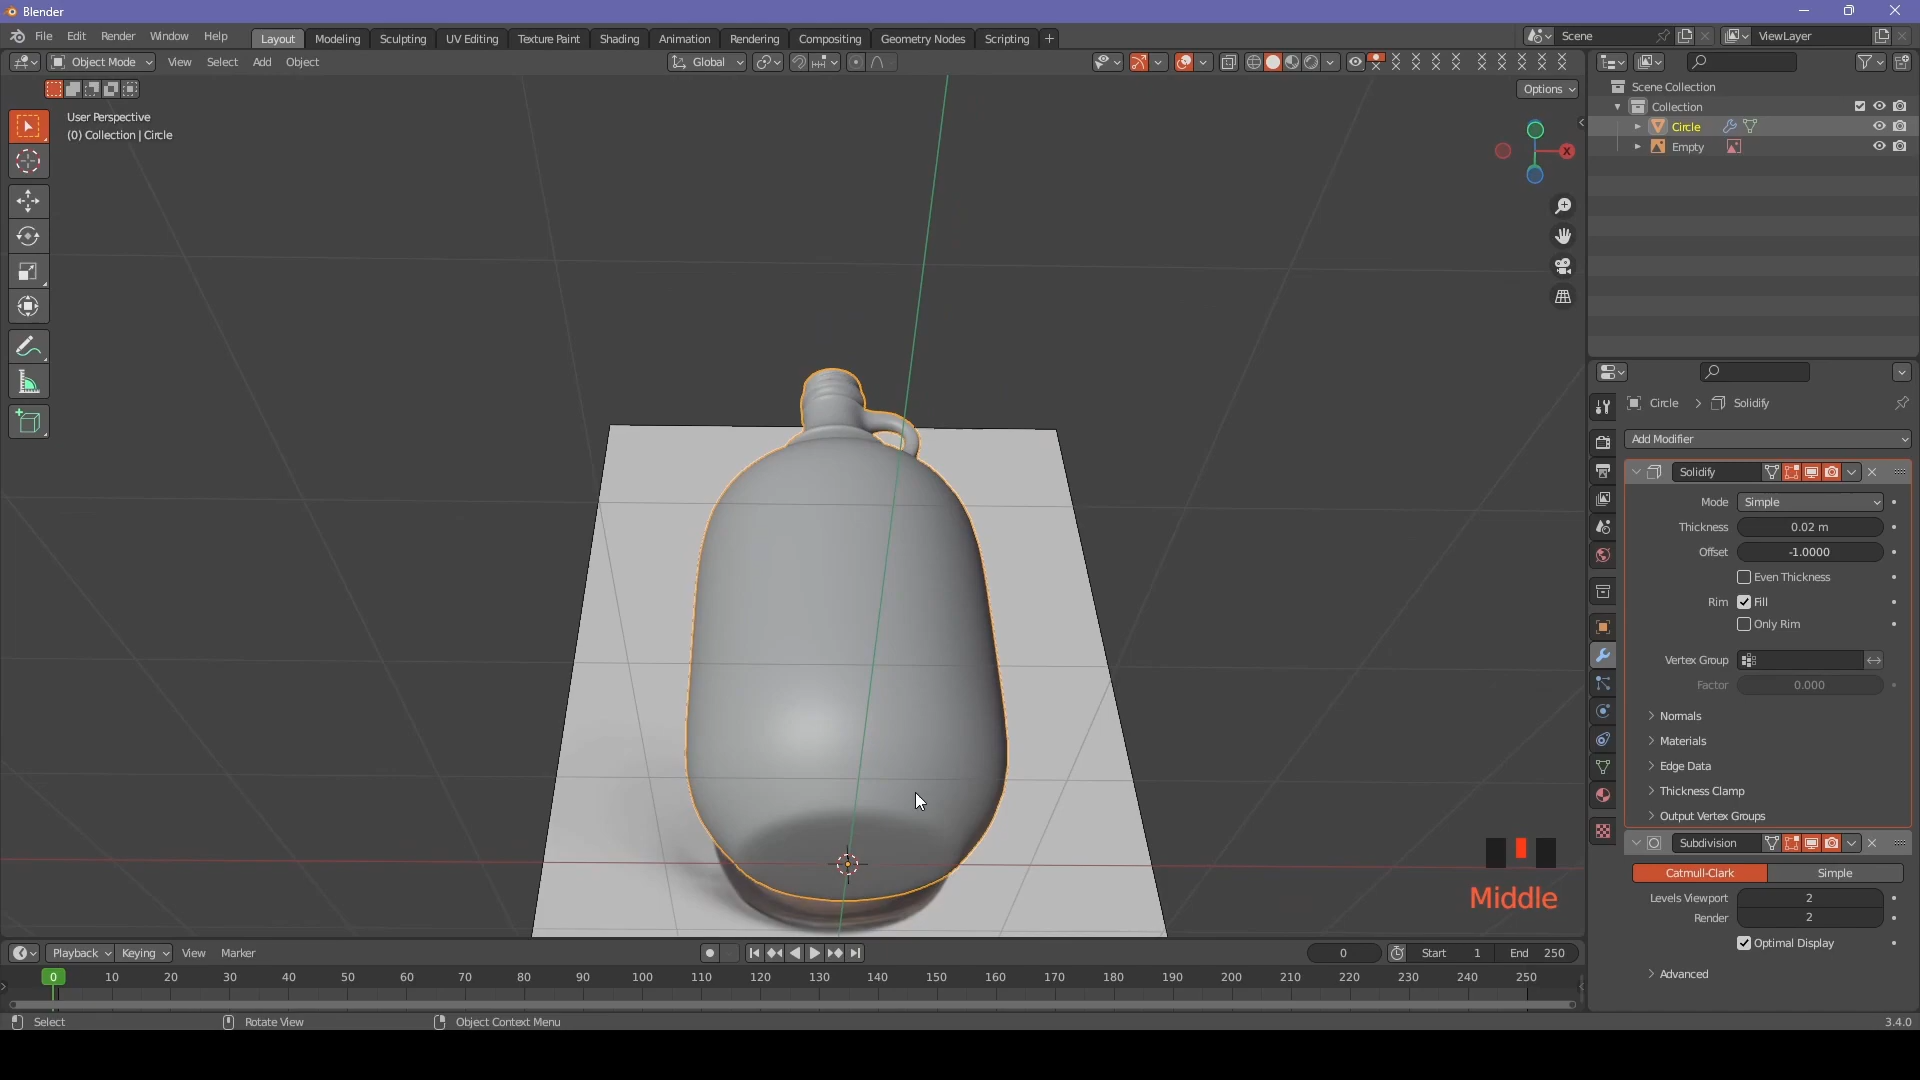 Blender
File Edit Render Window Help Layout Modeling Sculpting UV Editing Texture Paint Shading Animation Rendering Compositing Geometry Nodes Scripting + Scene ViewLayer
Object Mode View Select Add Object Global
Options
User Perspective
(0) Collection | Circle
X
Scene Collection
Collection
Circle
Empty
Circle > Solidify
Add Modifier
Solidify
Mode Simple
Thickness 0.02 m
Offset -1.0000
Even Thickness
Rim Fill
Only Rim
Vertex Group
Factor 0.000
Normals
Materials
Edge Data
Thickness Clamp
Output Vertex Groups
Subdivision
Catmull-Clark Simple
Levels Viewport 2
Render 2
Optimal Display
Advanced
Middle
Playback Keying View Marker 0 Start 1 End 250
0 10 20 30 40 50 60 70 80 90 100 110 120 130 140 150 160 170 180 190 200 210 220 230 240 250
Select Rotate View Object Context Menu 3.4.0